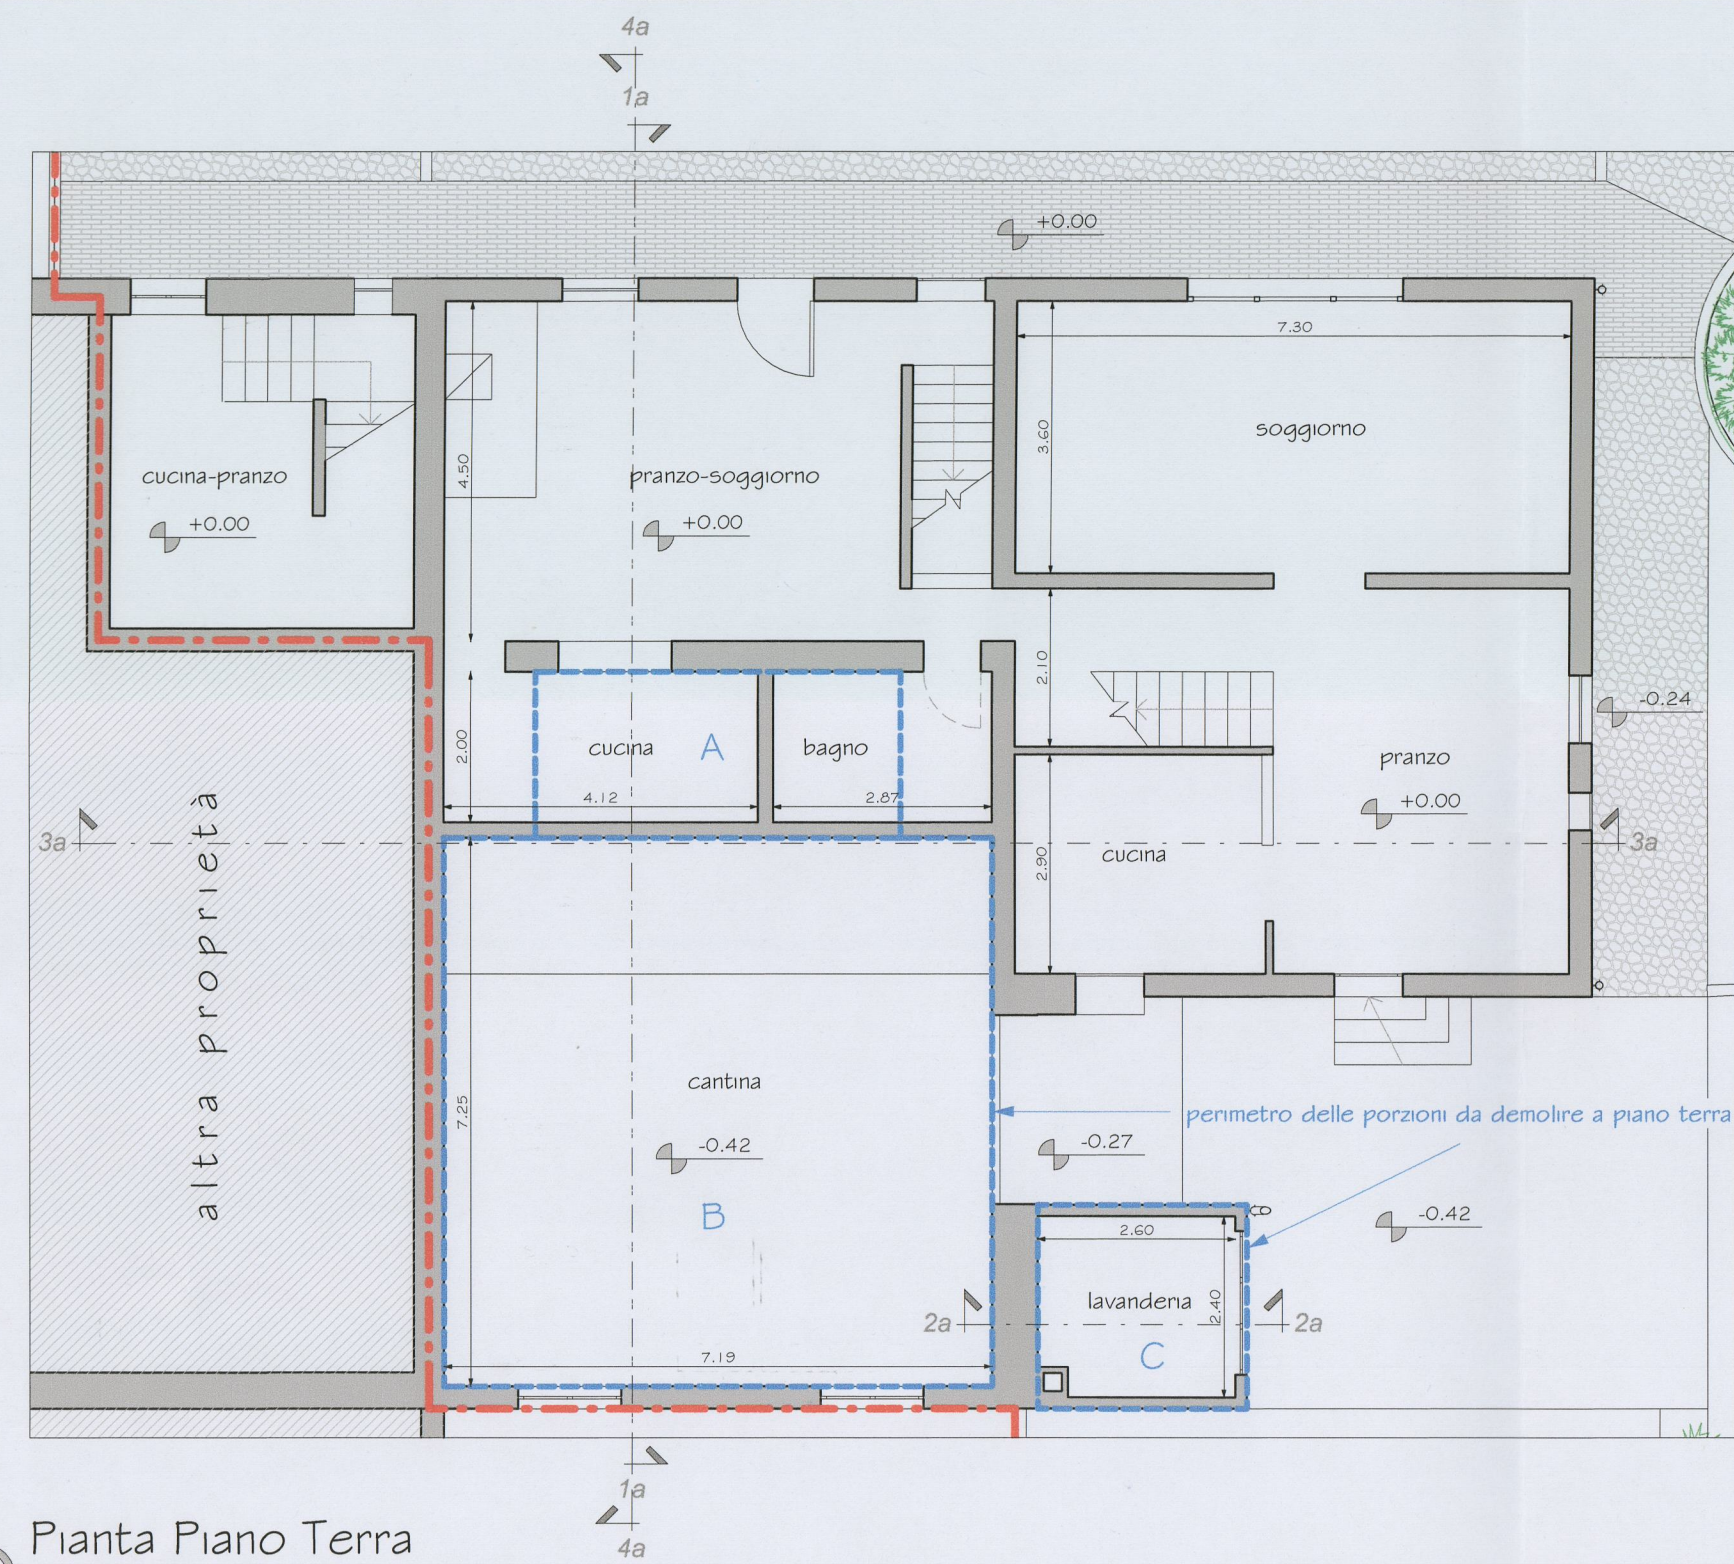 4a
1a
+0.00
7.30
3.60
soggiorno
4.50
cucina-pranzo
+0.00
pranzo-soggiorno
+0.00
2.10
-0.24
2.00
cucina
A
bagno
4.12
2.87
pranzo
+0.00
3a
3a
altra proprietà
2.90
cucina
cantina
7.25
-0.42
B
perimetro delle porzioni da demolire a piano terra
-0.27
-0.42
2.60
lavanderia
2.40
2a
2a
C
7.19
1a
4a
Pianta Piano Terra